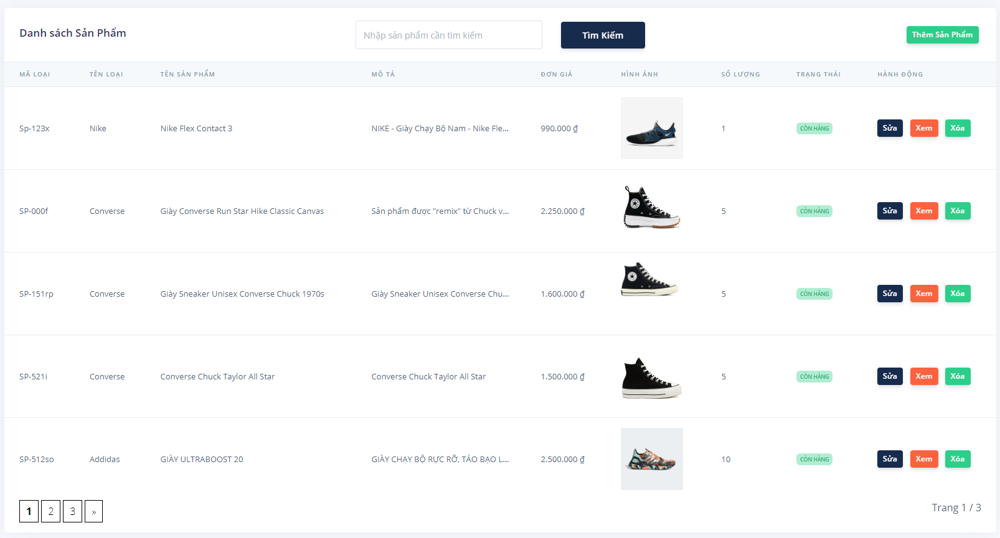 Danh sách Sản Phẩm
Nhập sản phẩm cần tìm kiếm
Tìm Kiếm
Thêm Sản Phẩm
MÃ LOẠI TÊN LOẠI TÊN SẢN PHẨM MÔ TẢ ĐƠN GIÁ HÌNH ẢNH SỐ LƯỢNG TRẠNG THÁI HÀNH ĐỘNG
Sp-123x Nike Nike Flex Contact 3 NIKE - Giày Chạy Bộ Nam - Nike Fle... 990.000 ₫ 1 CÒN HÀNG Sửa Xem Xóa
SP-000f Converse Giày Converse Run Star Hike Classic Canvas Sản phẩm được "remix" từ Chuck v... 2.250.000 ₫ 5 CÒN HÀNG Sửa Xem Xóa
SP-151rp Converse Giày Sneaker Unisex Converse Chuck 1970s Giày Sneaker Unisex Converse Chu... 1.600.000 ₫ 5 CÒN HÀNG Sửa Xem Xóa
SP-521i Converse Converse Chuck Taylor All Star Converse Chuck Taylor All Star 1.500.000 ₫ 5 CÒN HÀNG Sửa Xem Xóa
SP-512so Addidas GIÀY ULTRABOOST 20 GIÀY CHẠY BỘ RỰC RỠ, TÁO BẠO L... 2.500.000 ₫ 10 CÒN HÀNG Sửa Xem Xóa
1 2 3 »
Trang 1 / 3